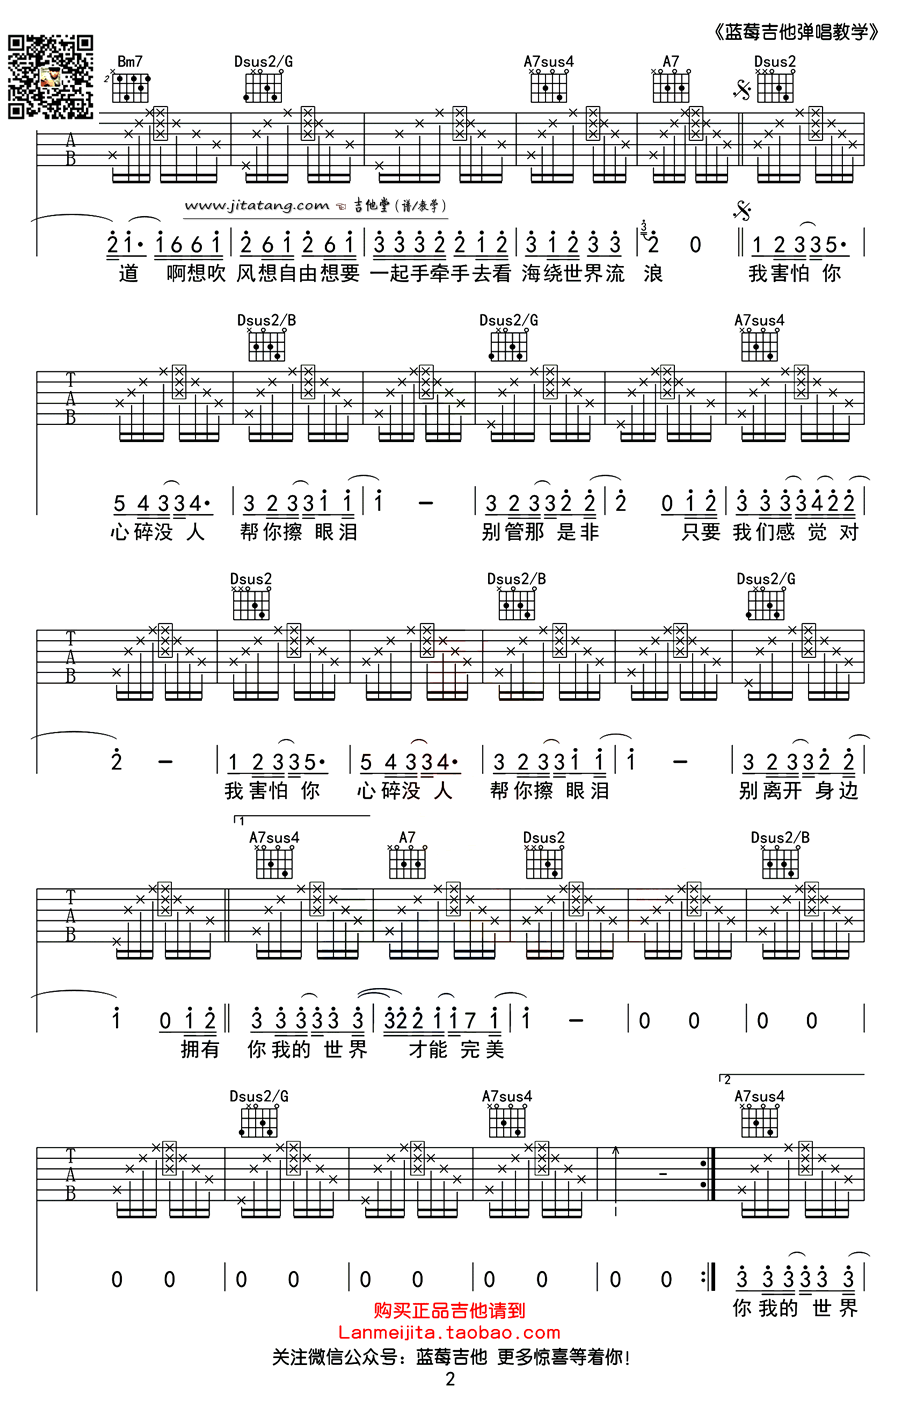 《蓝莓吉他弹唱教学》
Bm7 Dsus2/G A7sus4 A7 Dsus2
2
T A B
www.jitatang.com ☜ 吉他堂(谱/教学)
2 1· 1 6 6 1 | 2 6 1 2 6 1 | 3 3 3 2 2 1 2 | 3 1 2 3 3 | 3 2 0 || 1 2 3 3 5·
道 啊想吹 风想自由想要 一起手牵手去看 海绕世界流 浪 我害怕 你
Dsus2/B Dsus2/G A7sus4
T A B
5 4 3 3 4· | 3 2 3 3 1 1 | 1 – | 3 2 3 3 2 2 | 2 0 1 2 | 3 3 3 3 4 2 2
心碎没 人 帮你擦 眼泪 别管那 是非 只要 我们感 觉 对
Dsus2 Dsus2/B Dsus2/G
T A B
2 – | 1 2 3 3 5· | 5 4 3 3 4· | 3 2 3 3 1 1 | 1 – | 3 2 3 3 2 2
我害怕 你 心碎没 人 帮你擦 眼泪 别离开 身边
1
A7sus4 A7 Dsus2 Dsus2/B
T A B
1 0 1 2 || 3 3 3 3 3 3 | 3 2 2 1 1 7 1 | 1 – | 0 0 | 0 0
拥有 你我的 世界 才能 完美
Dsus2/G A7sus4 2 A7sus4
T A B
0 0 | 0 0 | 0 0 | 0 0 | 0 0 :| 3 3 3 3 3 3
你我的 世界
购买正品吉他请到
Lanmeijita.taobao.com
关注微信公众号：蓝莓吉他 更多惊喜等着你！
2